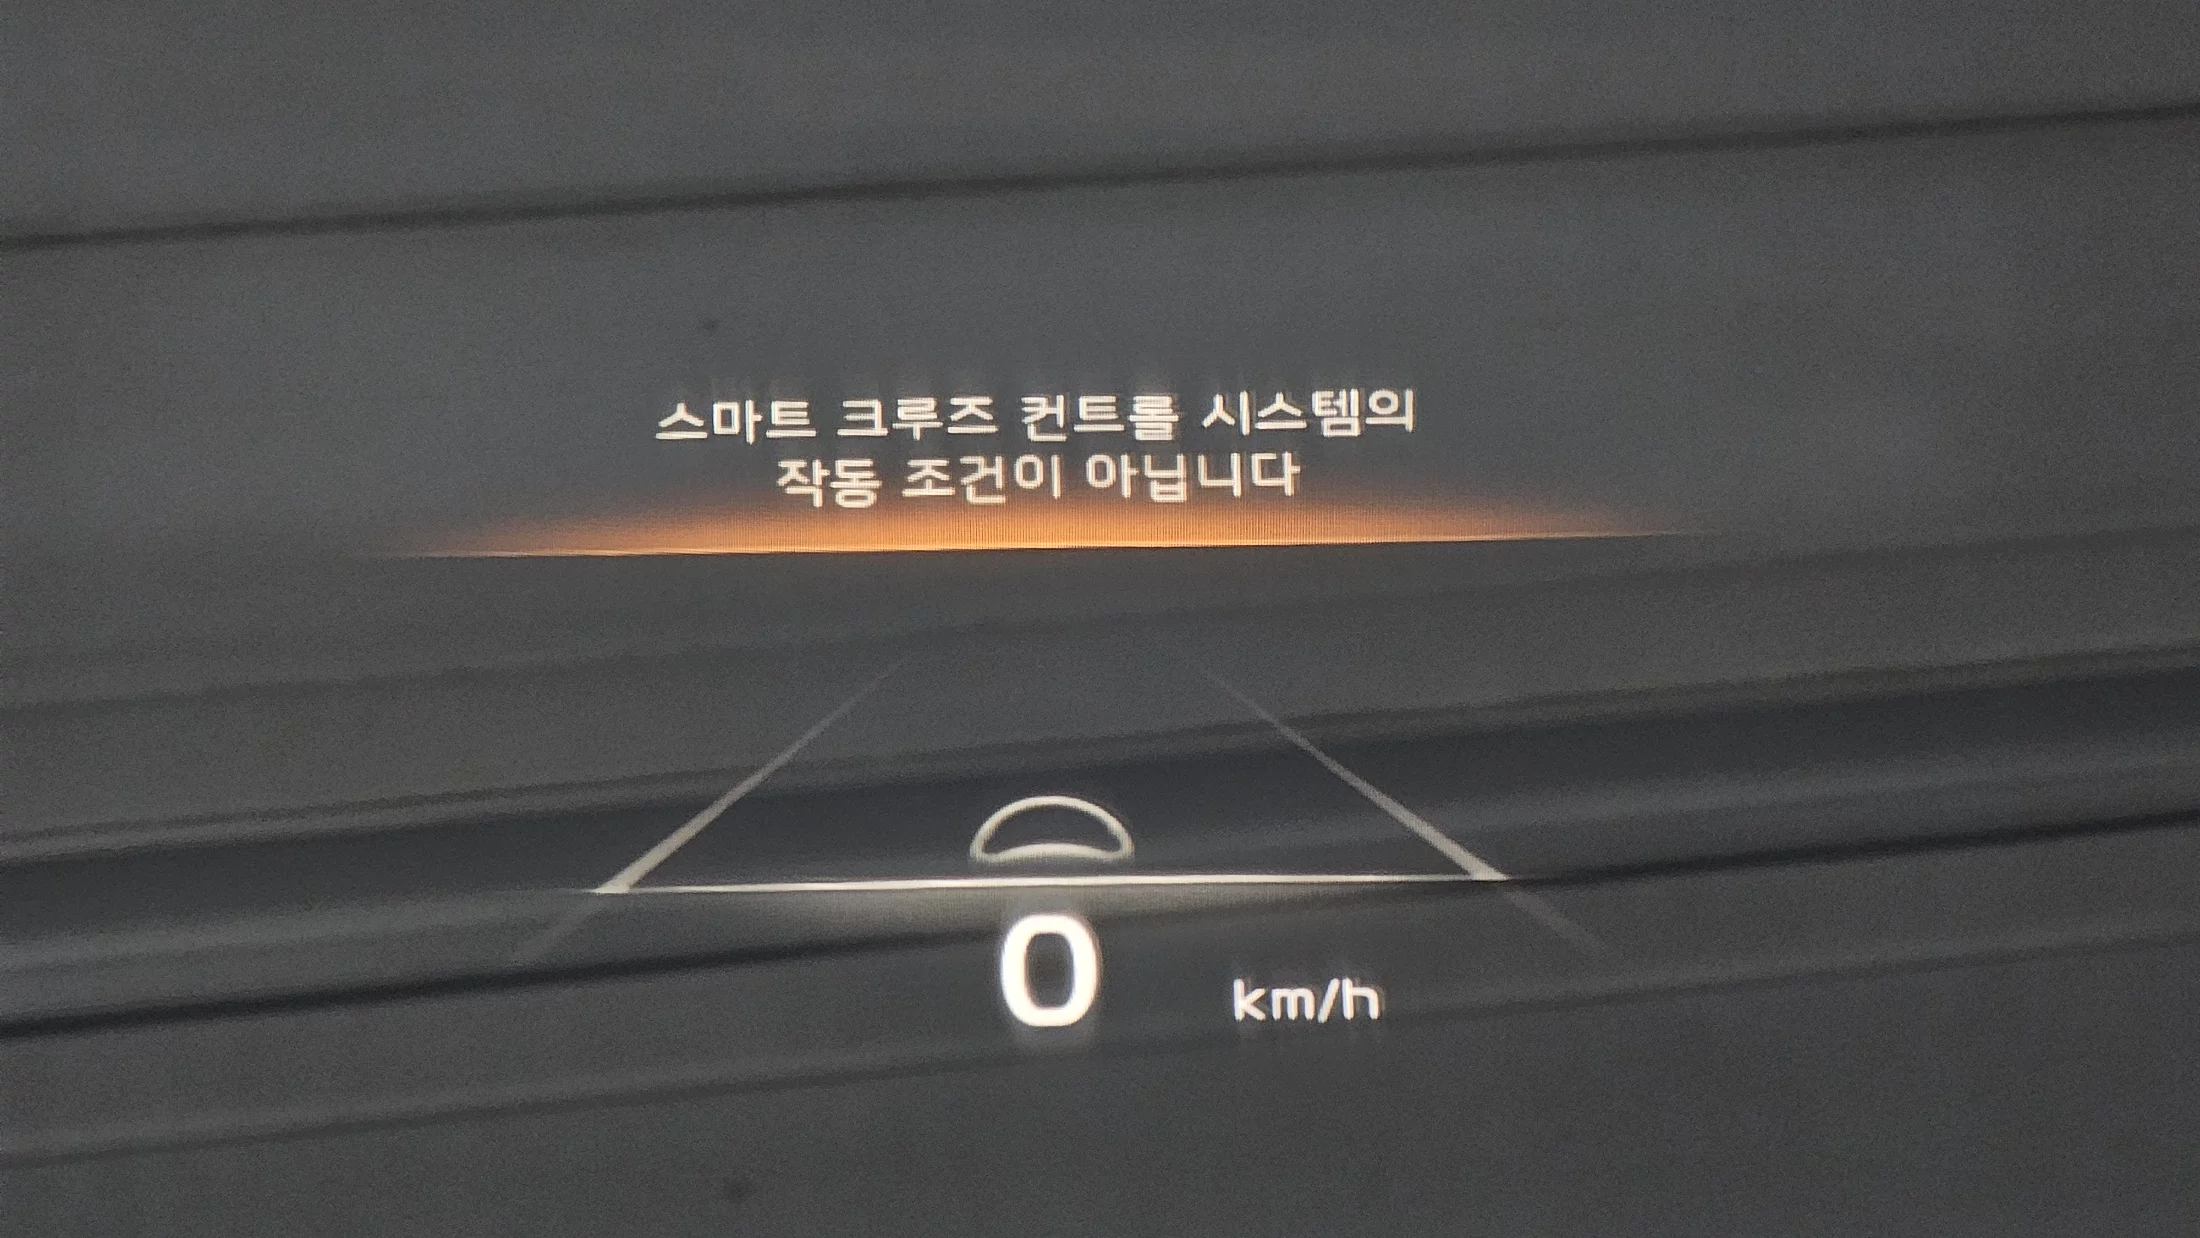 스마트 크루즈 컨트롤 시스템의
작동 조건이 아닙니다
0 km/h